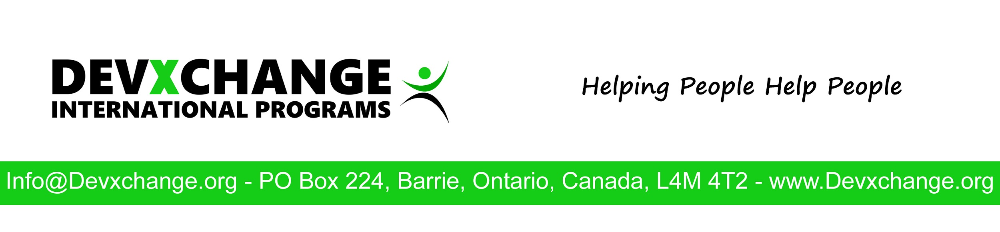 DEVXCHANGE
INTERNATIONAL PROGRAMS
Helping People Help People
Info@Devxchange.org - PO Box 224, Barrie, Ontario, Canada, L4M 4T2 - www.Devxchange.org